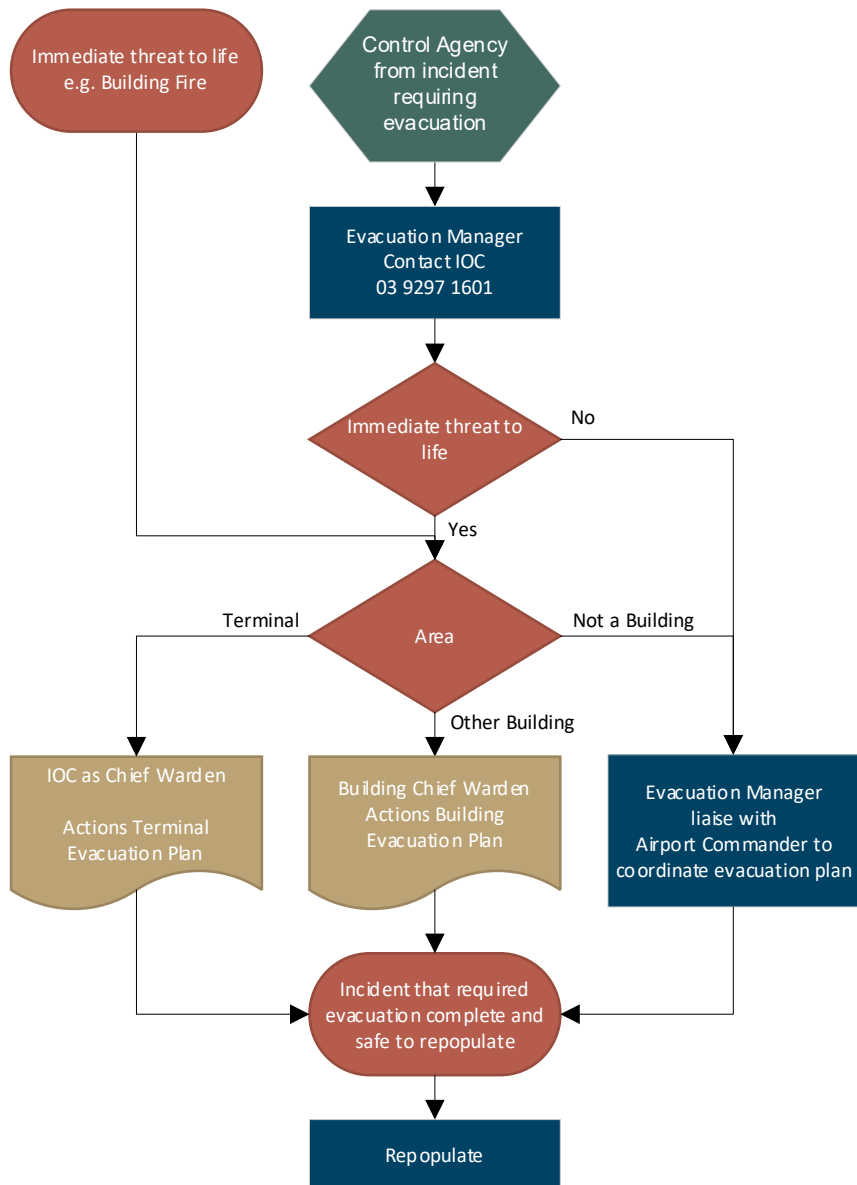 Immediate threat to life
e.g. Building Fire
Control Agency
from incident
requiring
evacuation
Evacuation Manager
Contact IOC
03 9297 1601
Immediate threat to
life
No
Yes
Area
Terminal
Not a Building
Other Building
IOC as Chief Warden
Actions Terminal
Evacuation Plan
Building Chief Warden
Actions Building
Evacuation Plan
Evacuation Manager
liaise with
Airport Commander to
coordinate evacuation plan
Incident that required
evacuation complete and
safe to repopulate
Repopulate